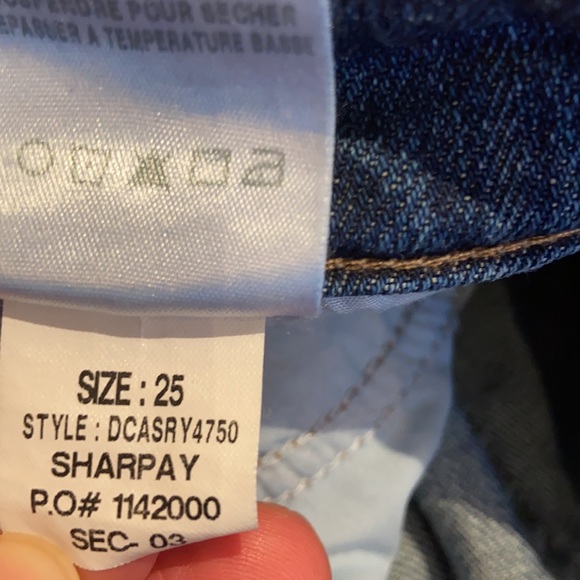 SUSPENDRE POUR SECHER
REPASSER A TEMPERATURE BASSE
SIZE : 25
STYLE : DCASRY4750
SHARPAY
P.O# 1142000
SEC- 03